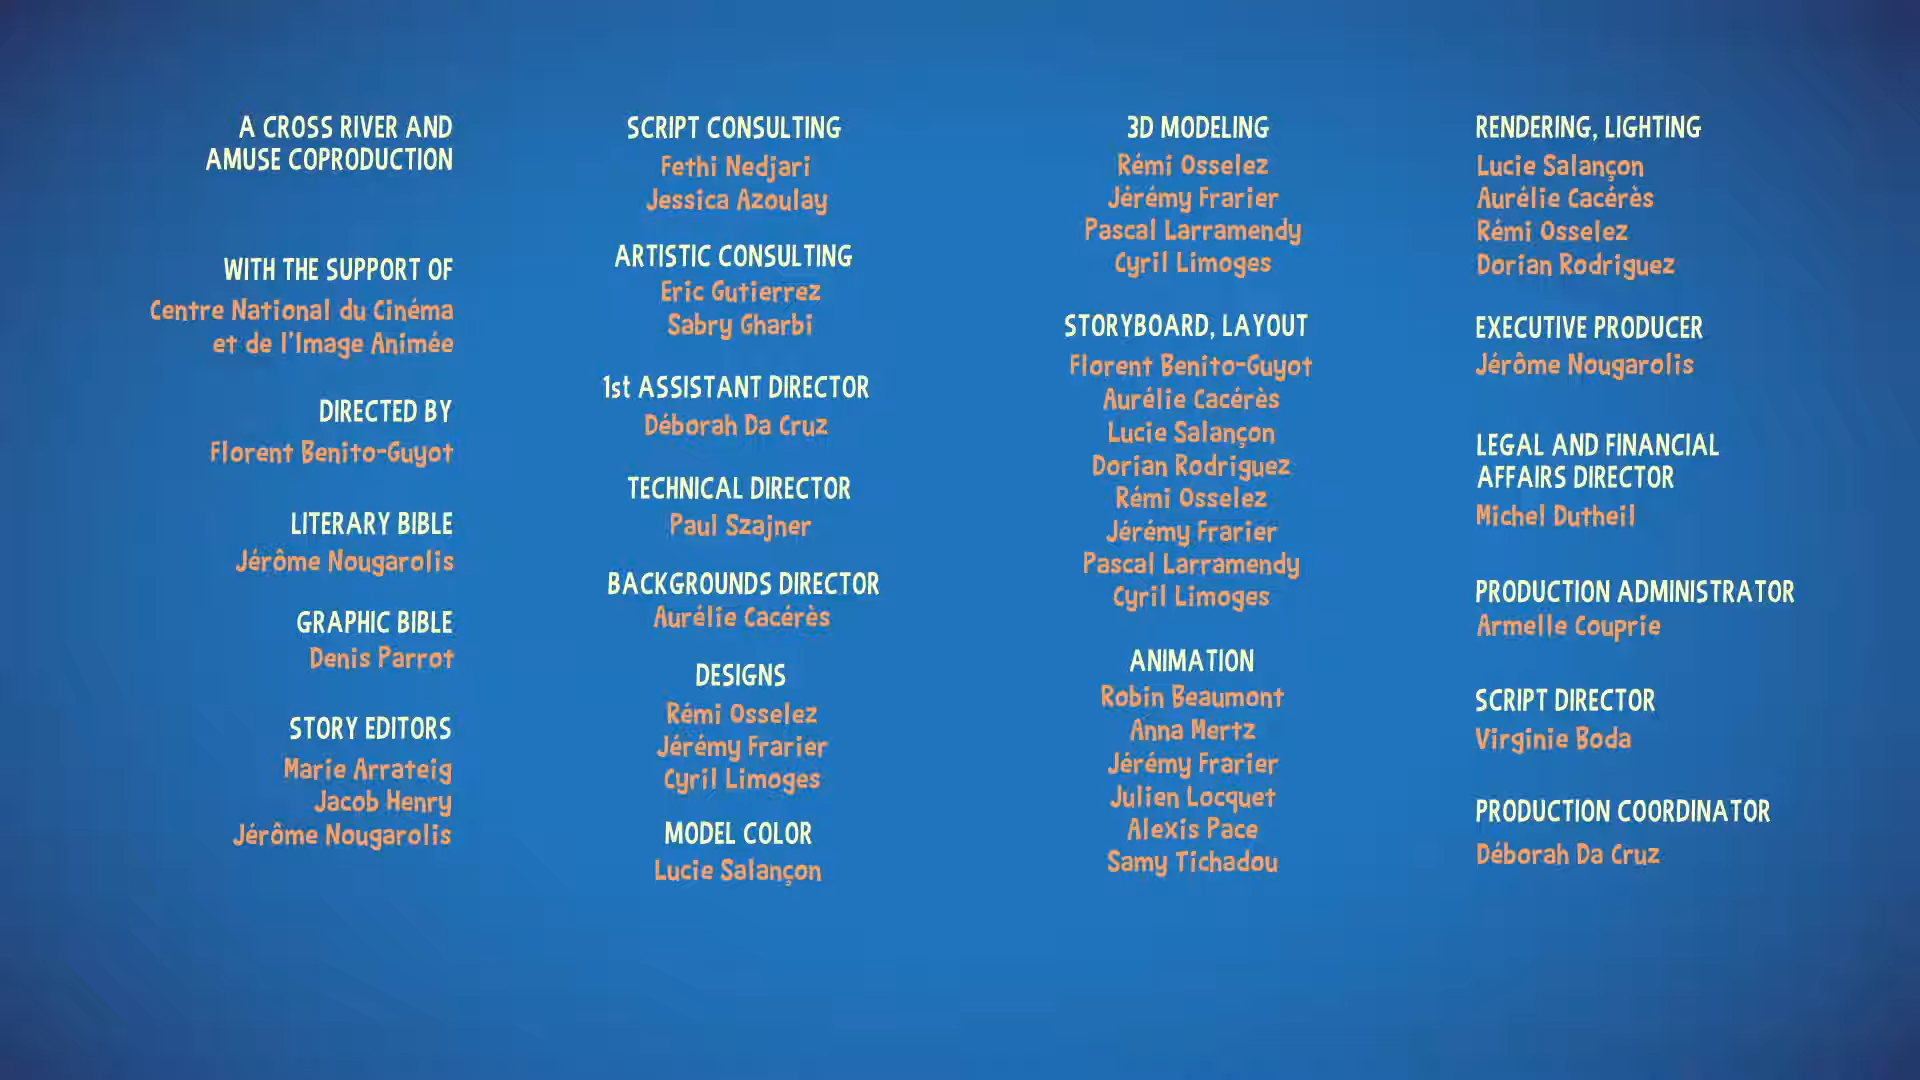 A CROSS RIVER AND
AMUSE COPRODUCTION
WITH THE SUPPORT OF
Centre National du Cinéma
et de l'Image Animée
DIRECTED BY
Florent Benito-Guyot
LITERARY BIBLE
Jérôme Nougarolis
GRAPHIC BIBLE
Denis Parrot
STORY EDITORS
Marie Arrateig
Jacob Henry
Jérôme Nougarolis
SCRIPT CONSULTING
Fethi Nedjari
Jessica Azoulay
ARTISTIC CONSULTING
Eric Gutierrez
Sabry Gharbi
1st ASSISTANT DIRECTOR
Déborah Da Cruz
TECHNICAL DIRECTOR
Paul Szajner
BACKGROUNDS DIRECTOR
Aurélie Cacérès
DESIGNS
Rémi Osselez
Jérémy Frarier
Cyril Limoges
MODEL COLOR
Lucie Salançon
3D MODELING
Rémi Osselez
Jérémy Frarier
Pascal Larramendy
Cyril Limoges
STORYBOARD, LAYOUT
Florent Benito-Guyot
Aurélie Cacérès
Lucie Salançon
Dorian Rodriguez
Rémi Osselez
Jérémy Frarier
Pascal Larramendy
Cyril Limoges
ANIMATION
Robin Beaumont
Anna Mertz
Jérémy Frarier
Julien Locquet
Alexis Pace
Samy Tichadou
RENDERING, LIGHTING
Lucie Salançon
Aurélie Cacérès
Rémi Osselez
Dorian Rodriguez
EXECUTIVE PRODUCER
Jérôme Nougarolis
LEGAL AND FINANCIAL
AFFAIRS DIRECTOR
Michel Dutheil
PRODUCTION ADMINISTRATOR
Armelle Couprie
SCRIPT DIRECTOR
Virginie Boda
PRODUCTION COORDINATOR
Déborah Da Cruz